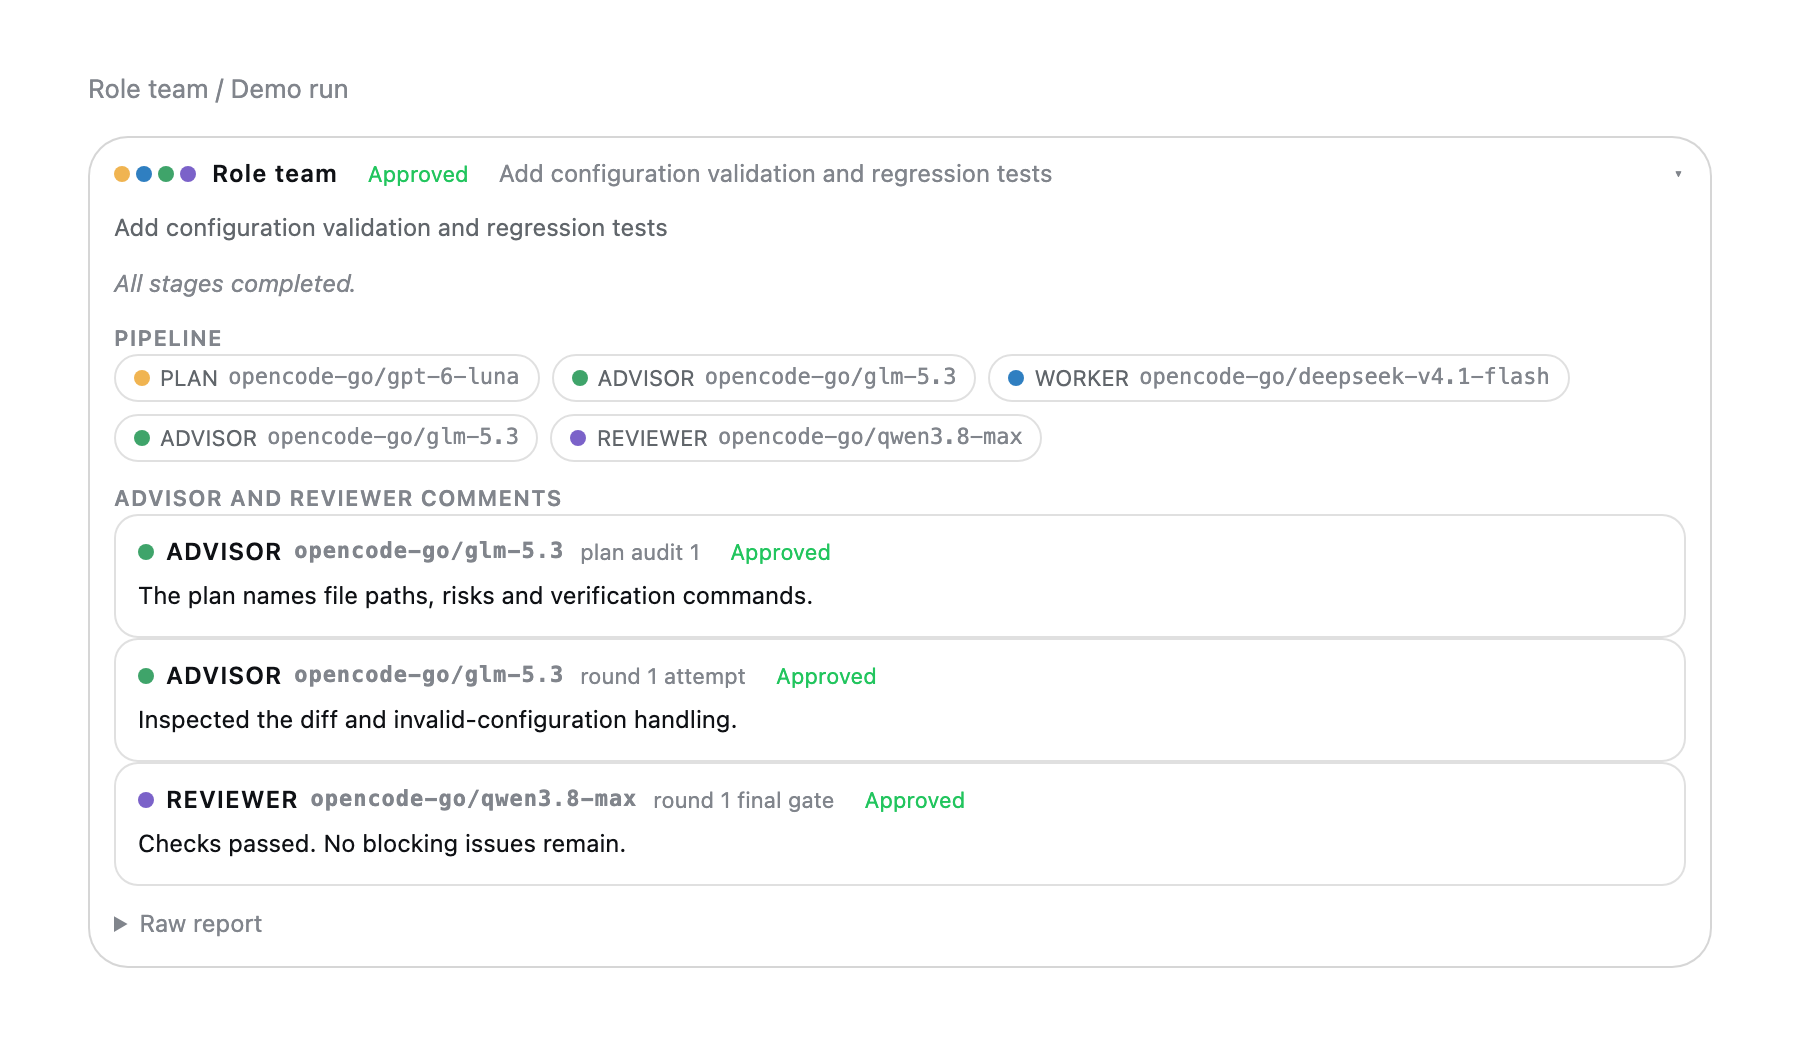 Role team / Demo run
Role team Approved Add configuration validation and regression tests
Add configuration validation and regression tests
All stages completed.
PIPELINE
PLAN opencode-go/gpt-6-luna ADVISOR opencode-go/glm-5.3 WORKER opencode-go/deepseek-v4.1-flash
ADVISOR opencode-go/glm-5.3 REVIEWER opencode-go/qwen3.8-max
ADVISOR AND REVIEWER COMMENTS
ADVISOR opencode-go/glm-5.3 plan audit 1 Approved
The plan names file paths, risks and verification commands.
ADVISOR opencode-go/glm-5.3 round 1 attempt Approved
Inspected the diff and invalid-configuration handling.
REVIEWER opencode-go/qwen3.8-max round 1 final gate Approved
Checks passed. No blocking issues remain.
Raw report